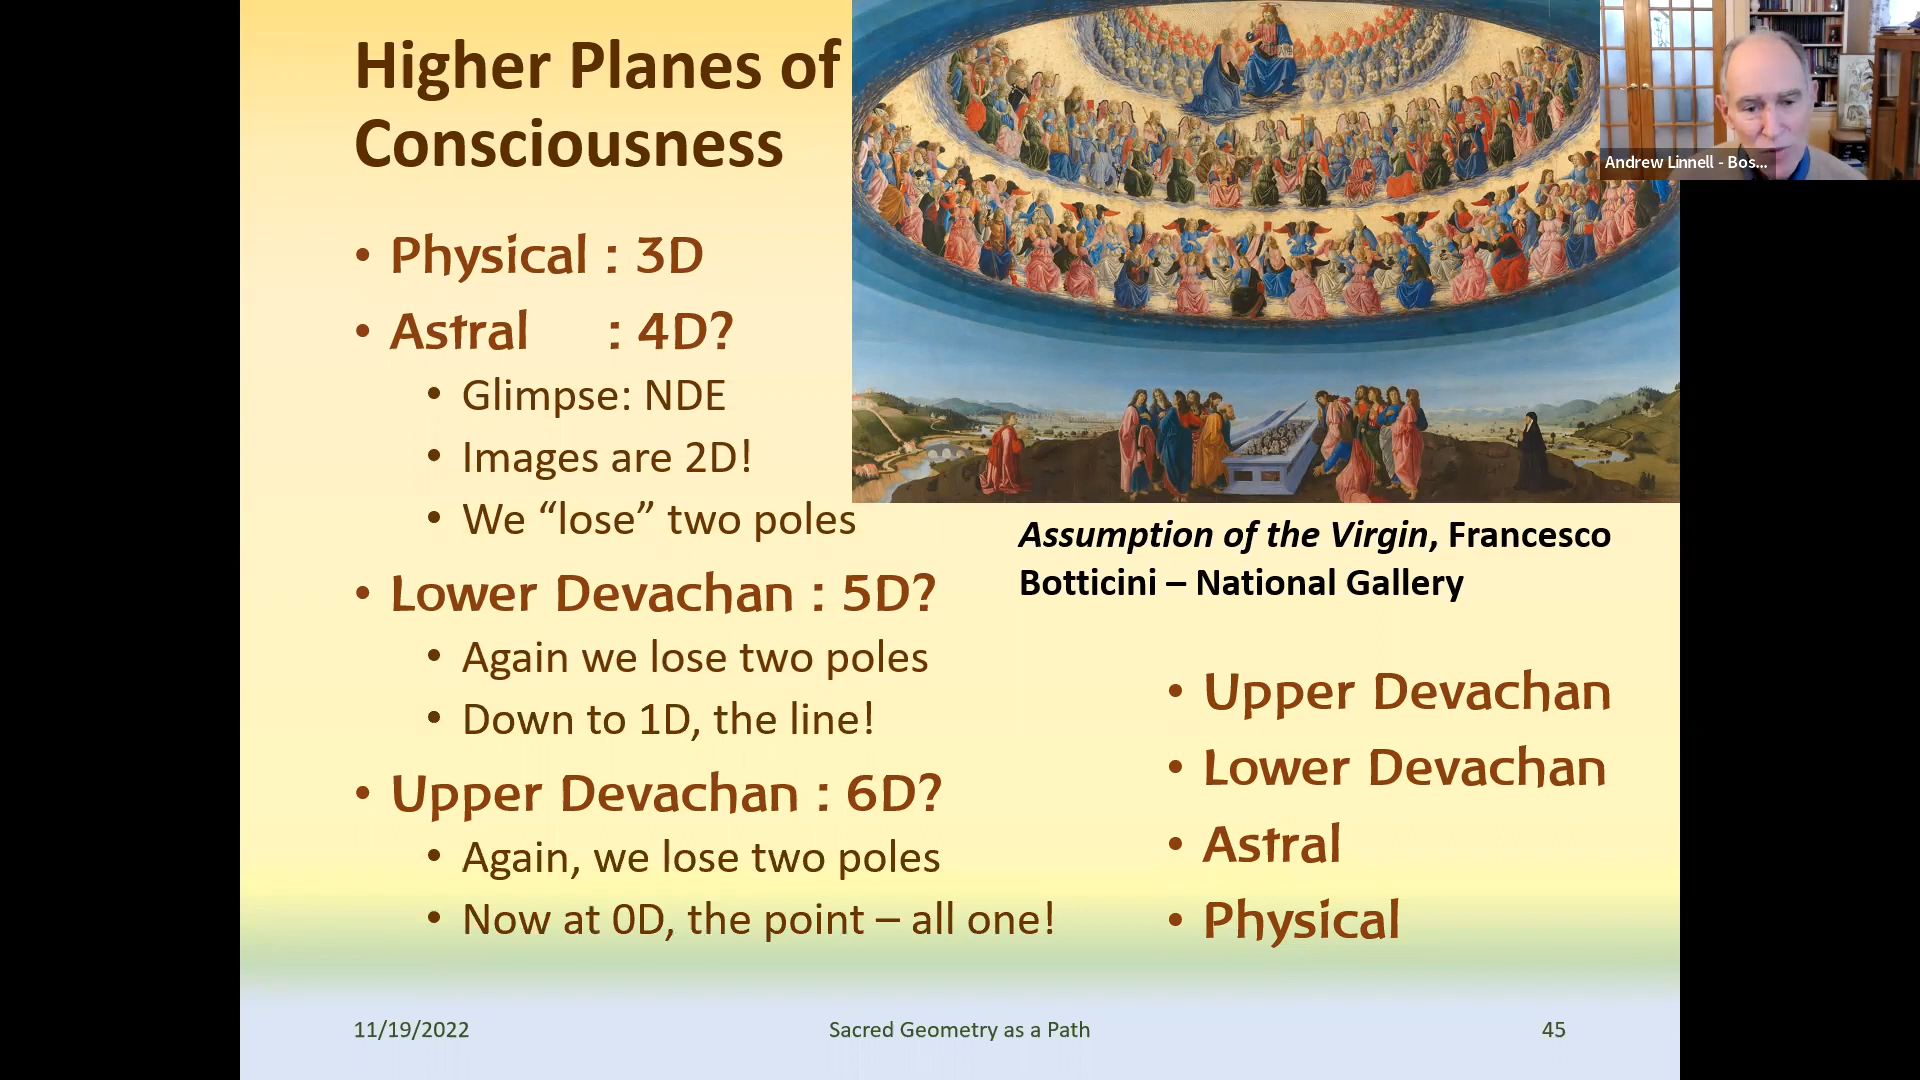 Higher Planes of
Consciousness
• Physical : 3D
• Astral : 4D?
• Glimpse: NDE
• Images are 2D!
• We “lose” two poles
• Lower Devachan : 5D?
• Again we lose two poles
• Down to 1D, the line!
• Upper Devachan : 6D?
• Again, we lose two poles
• Now at 0D, the point – all one!
Andrew Linnell - Bos...
Assumption of the Virgin, Francesco
Botticini – National Gallery
• Upper Devachan
• Lower Devachan
• Astral
• Physical
11/19/2022
Sacred Geometry as a Path
45